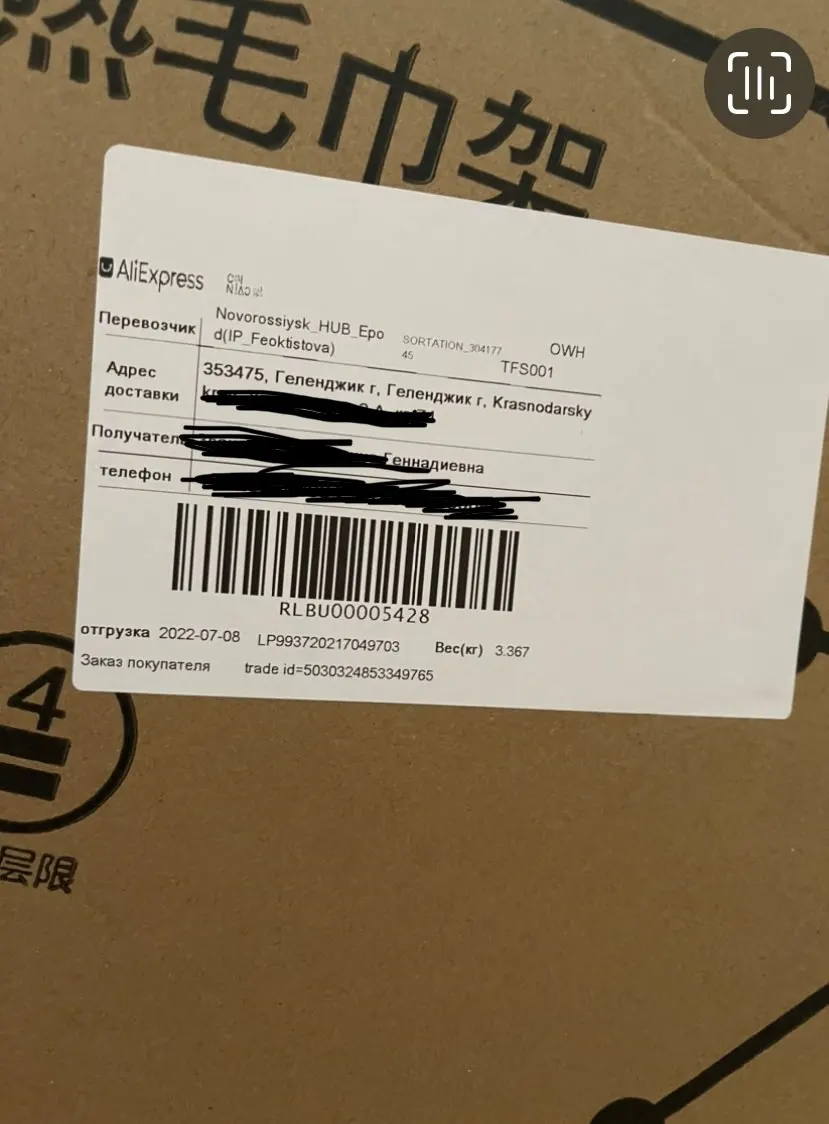 热毛巾架
AliExpress
CAI
NIAO
Перевозчик
Novorossiysk_HUB_Epo
d(IP_Feoktistova)
SORTATION_304177
45
OWH
TFS001
Адрес
доставки
353475, Геленджик г, Геленджик г, Krasnodarsky
Получатель
Геннадиевна
телефон
RLBU00005428
отгрузка 2022-07-08 LP993720217049703 Вес(кг) 3.367
Заказ покупателя trade id=5030324853349765
4
层限